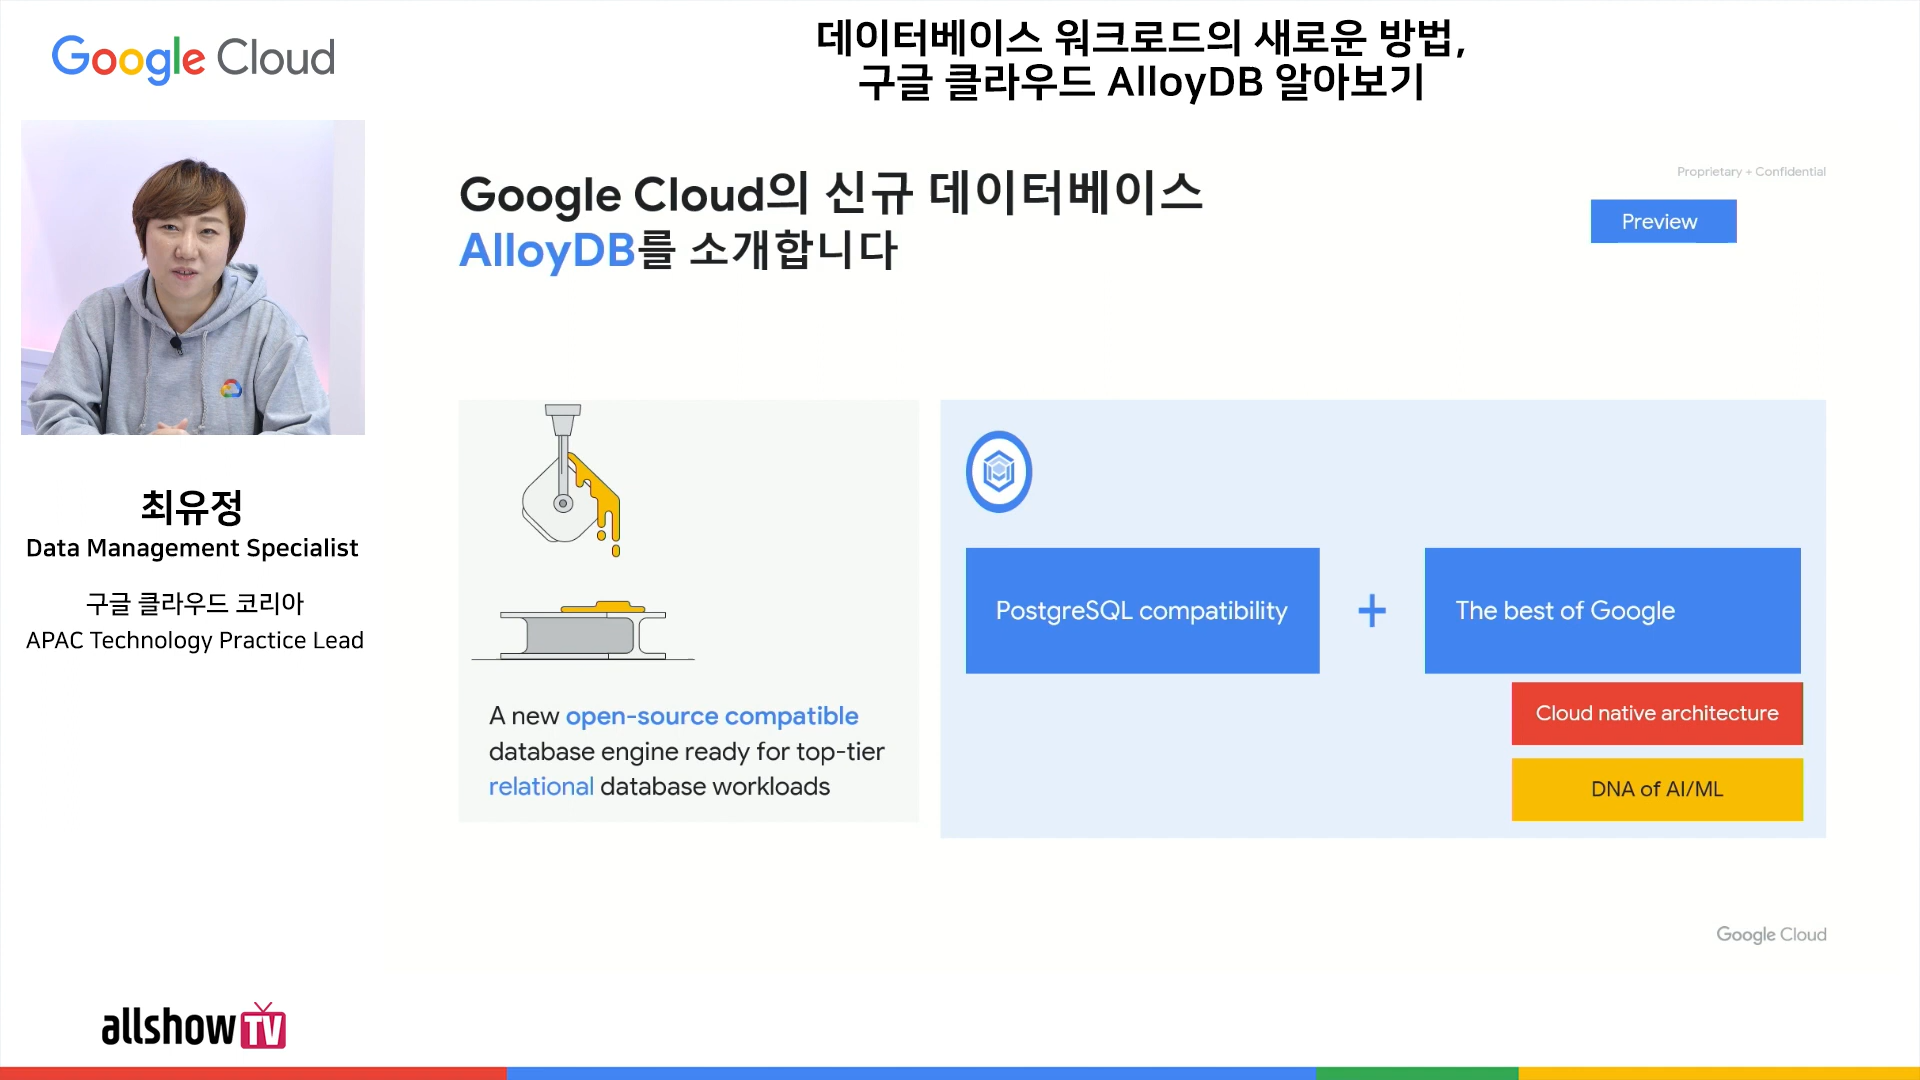 Google Cloud
데이터베이스 워크로드의 새로운 방법,
구글 클라우드 AlloyDB 알아보기
최유정
Data Management Specialist
구글 클라우드 코리아
APAC Technology Practice Lead
Proprietary + Confidential
Google Cloud의 신규 데이터베이스
AlloyDB를 소개합니다
Preview
A new open-source compatible
database engine ready for top-tier
relational database workloads
PostgreSQL compatibility
+
The best of Google
Cloud native architecture
DNA of AI/ML
Google Cloud
allshow TV